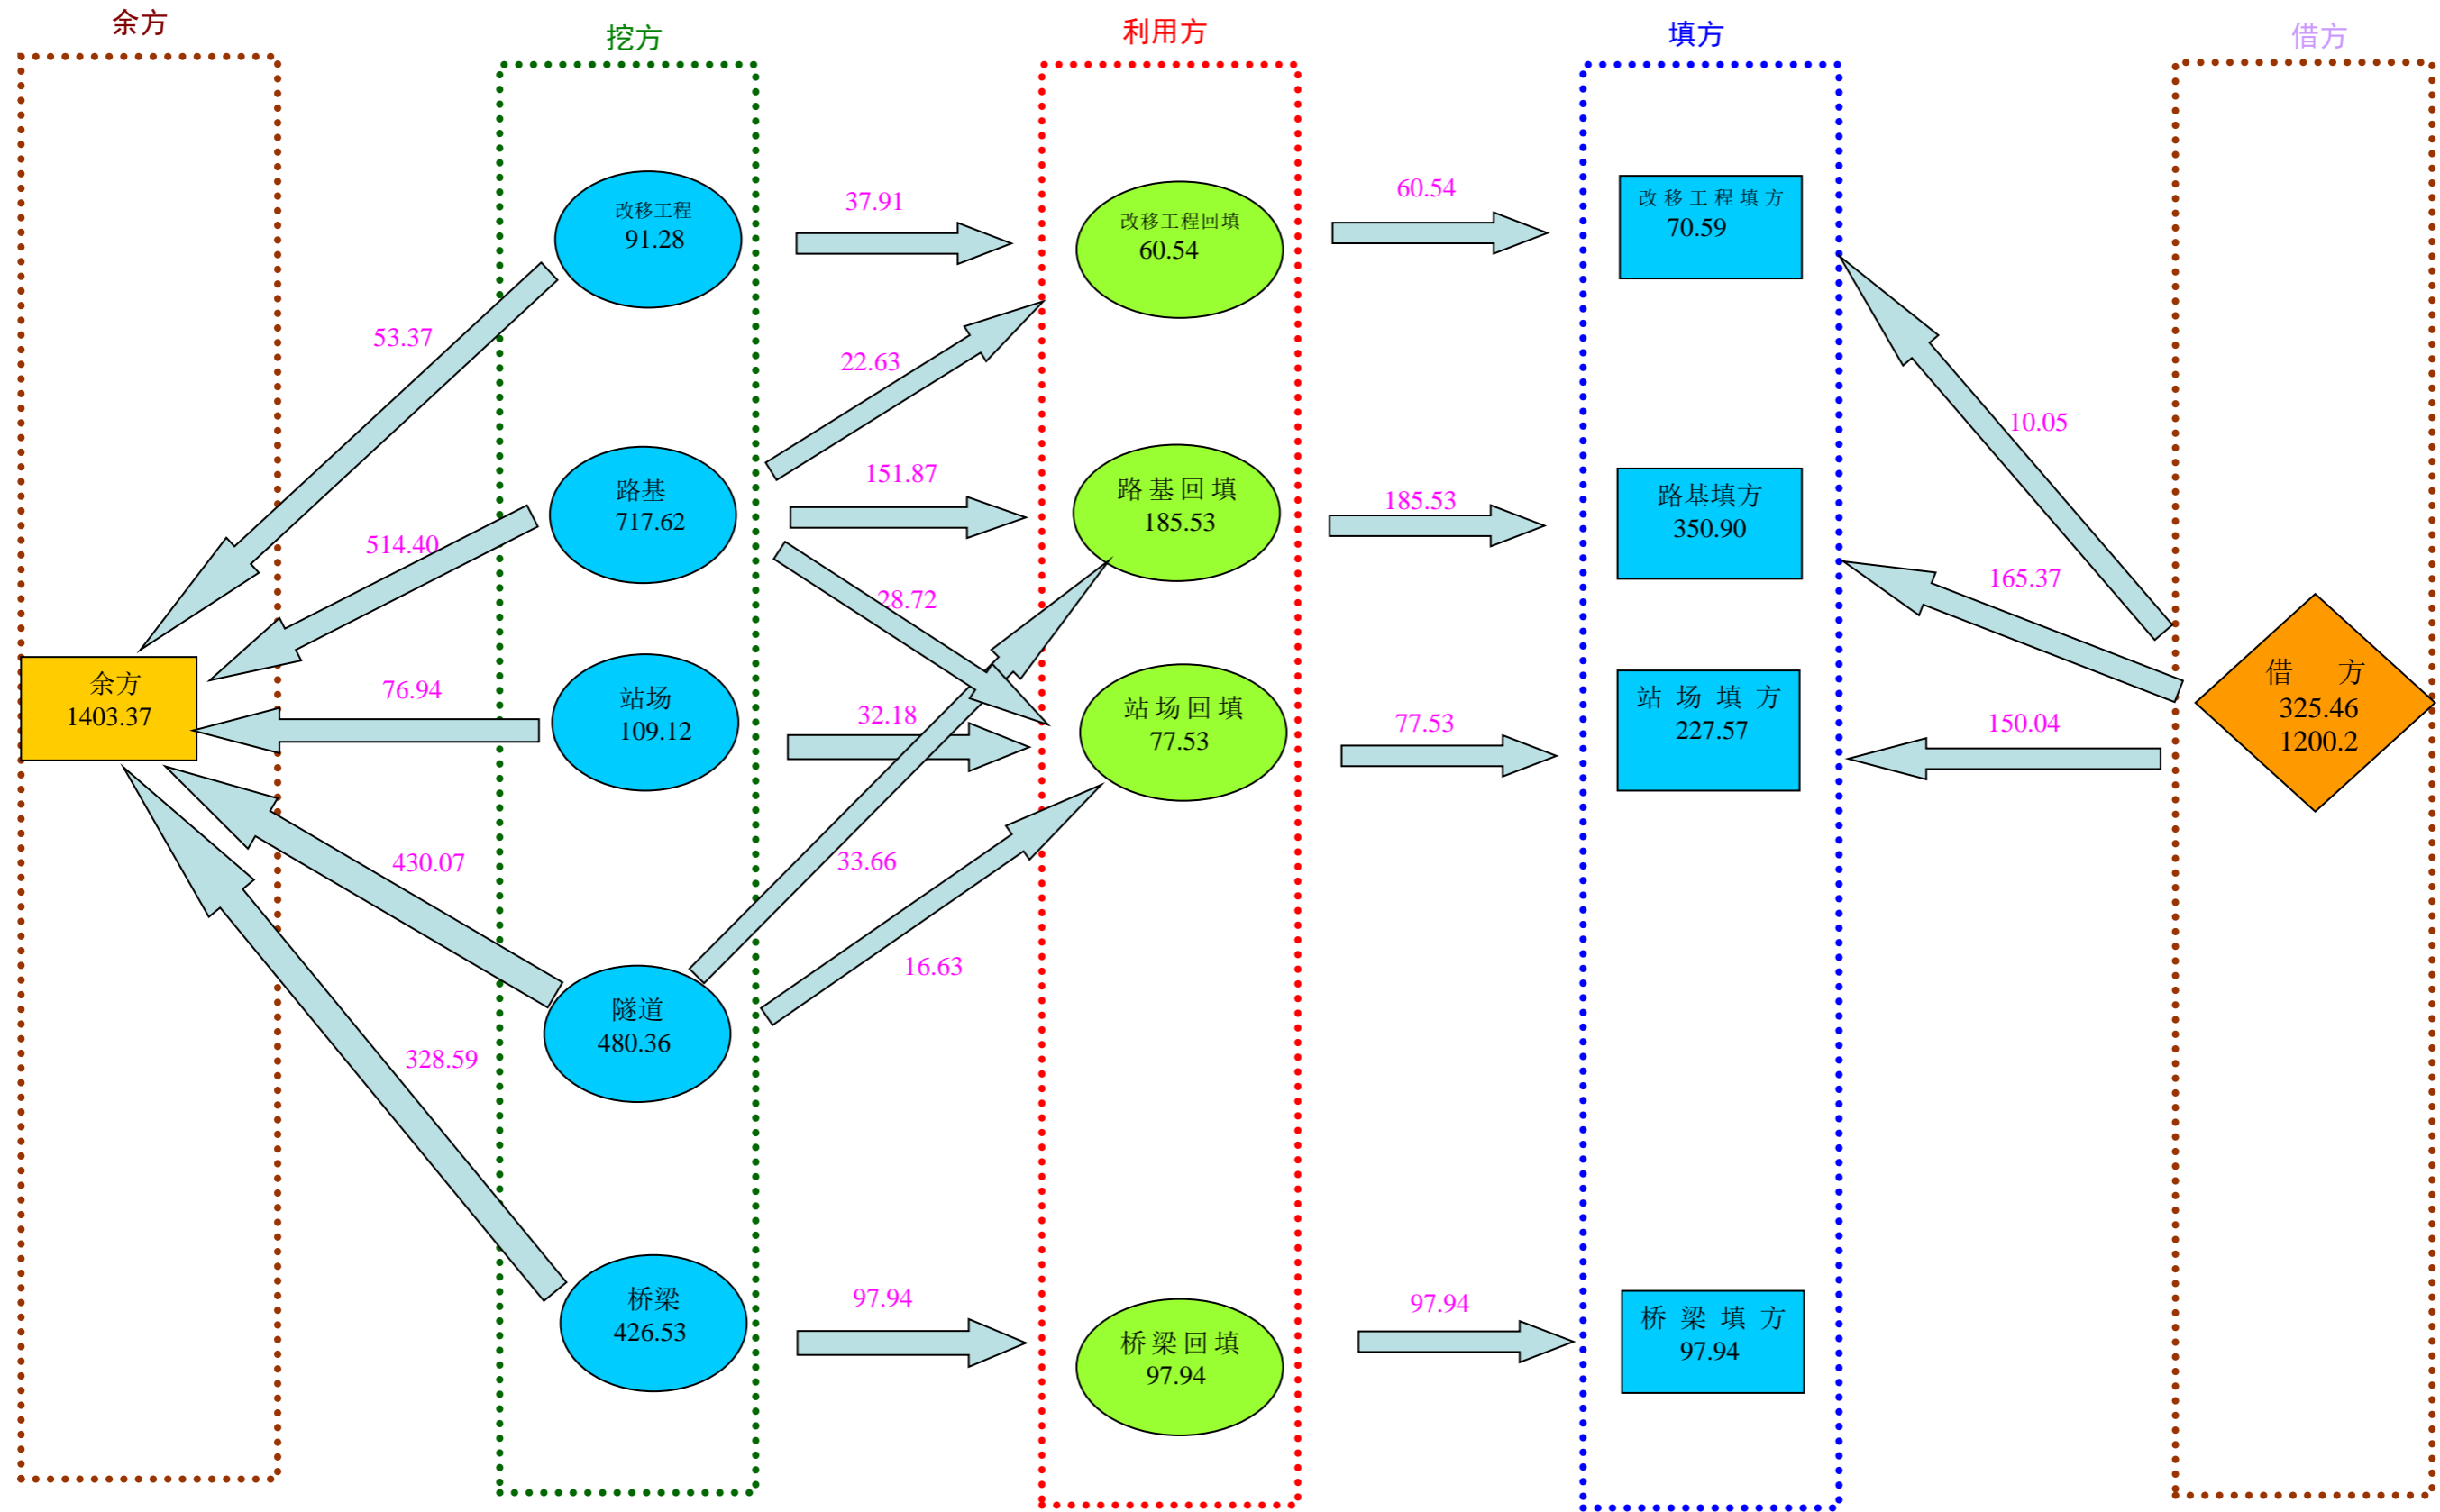 余方
挖方
利用方
填方
借方
改移工程
91.28
37.91
改移工程回填
60.54
60.54
改移工程填方
70.59
53.37
22.63
10.05
路基
717.62
514.40
151.87
路基回填
185.53
185.53
路基填方
350.90
28.72
165.37
余方
1403.37
76.94
站场
109.12
32.18
站场回填
77.53
77.53
站场填方
227.57
150.04
借 方
325.46
1200.2
430.07
33.66
16.63
隧道
480.36
328.59
桥梁
426.53
97.94
桥梁回填
97.94
97.94
桥梁填方
97.94